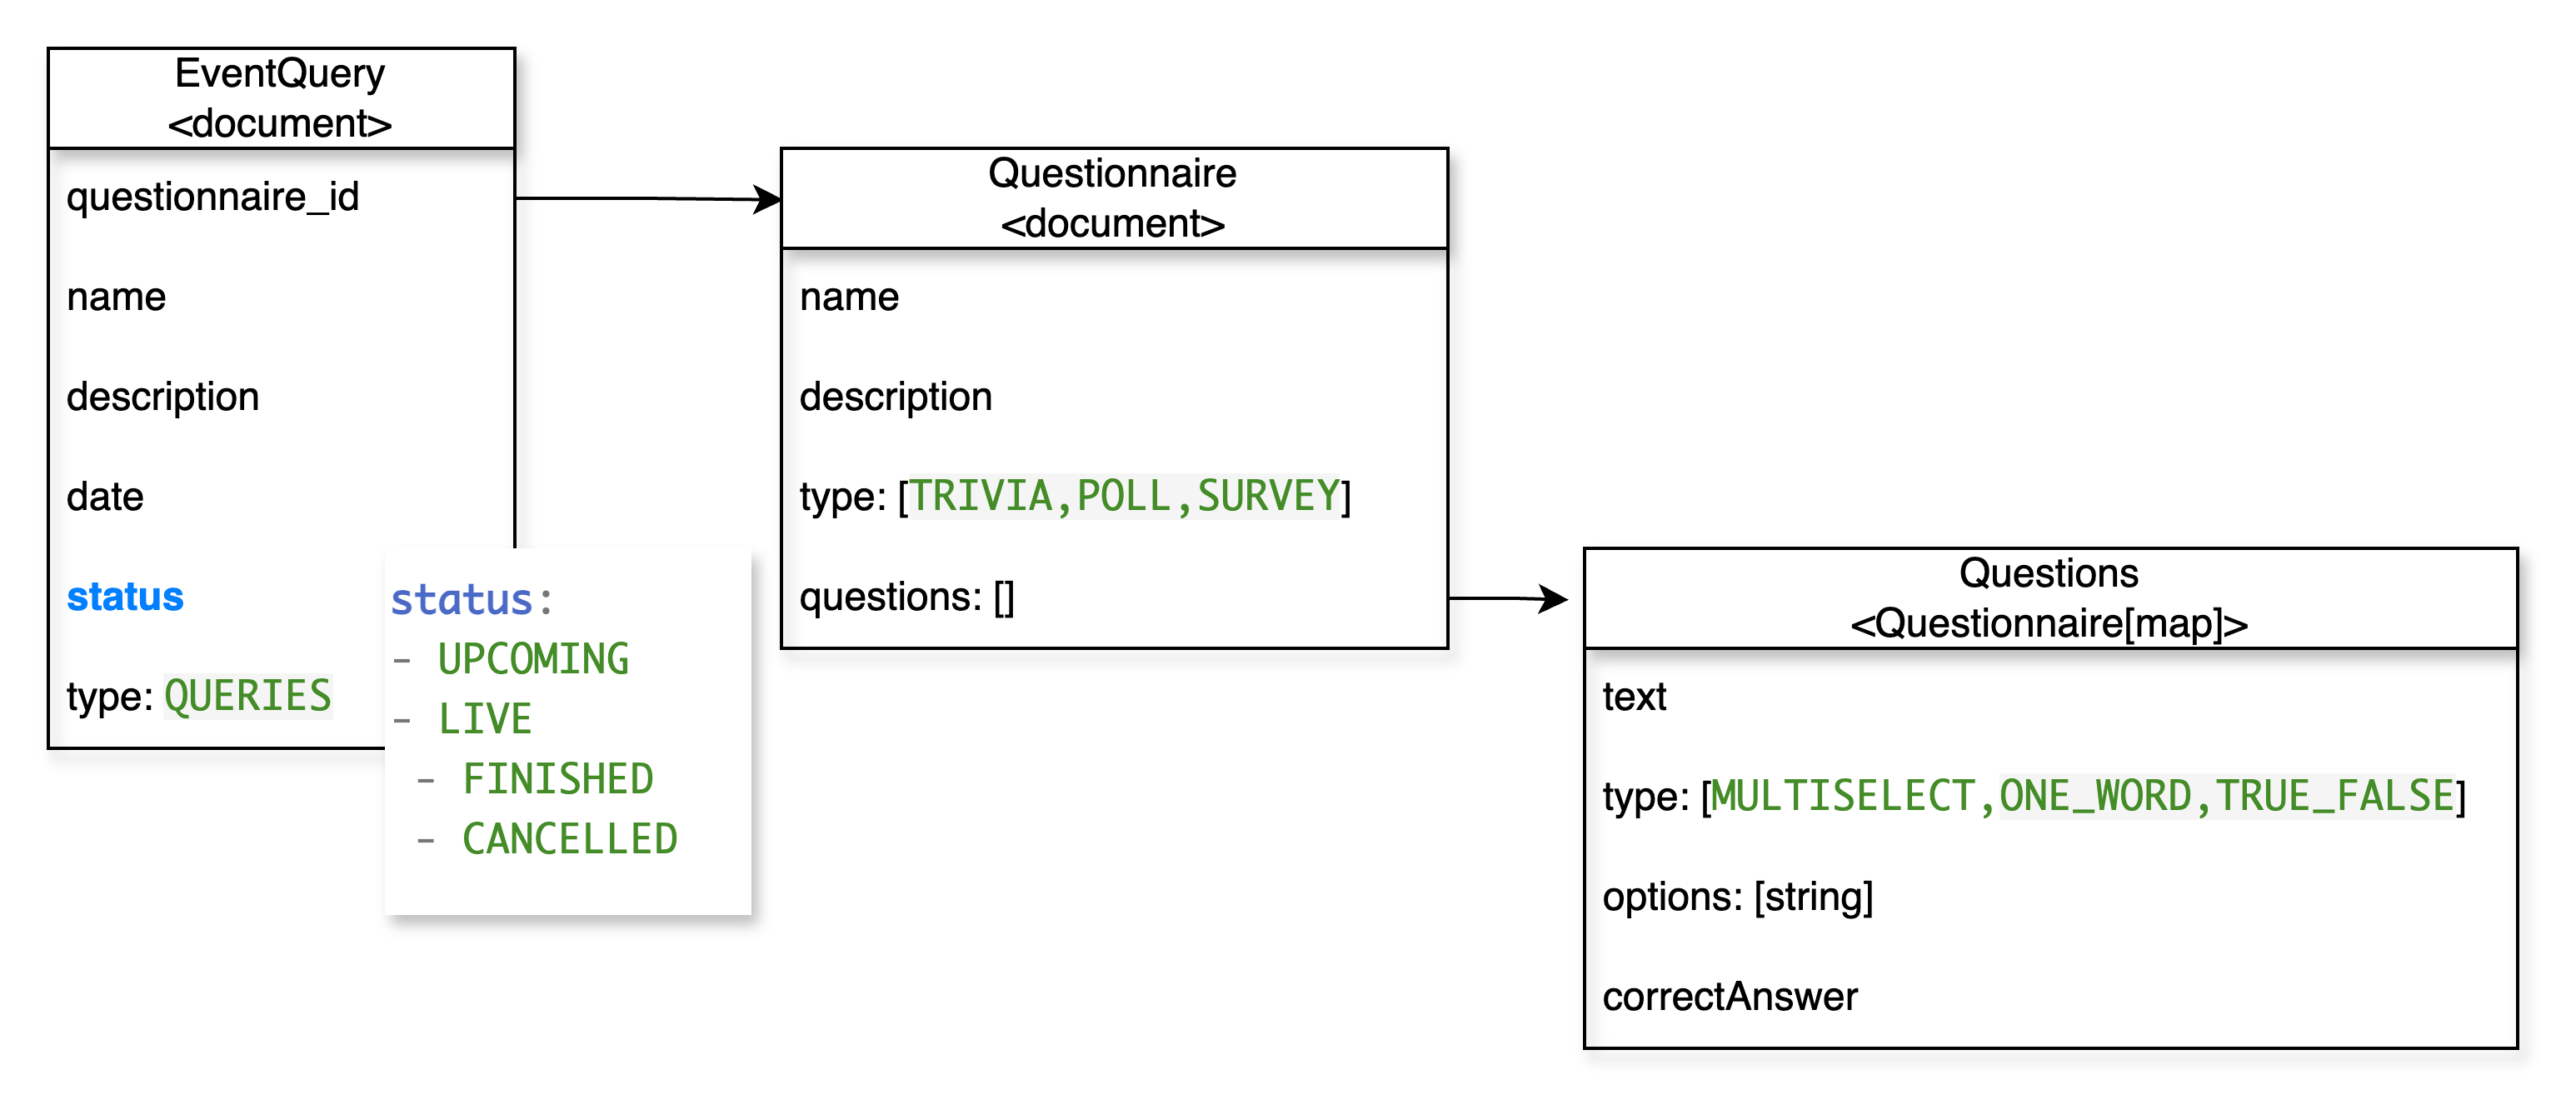 EventQuery
<document>
questionnaire_id
name
description
date
status
type: QUERIES
status:
- UPCOMING
- LIVE
- FINISHED
- CANCELLED
Questionnaire
<document>
name
description
type: [TRIVIA,POLL,SURVEY]
questions: []
Questions
<Questionnaire[map]>
text
type: [MULTISELECT,ONE_WORD,TRUE_FALSE]
options: [string]
correctAnswer